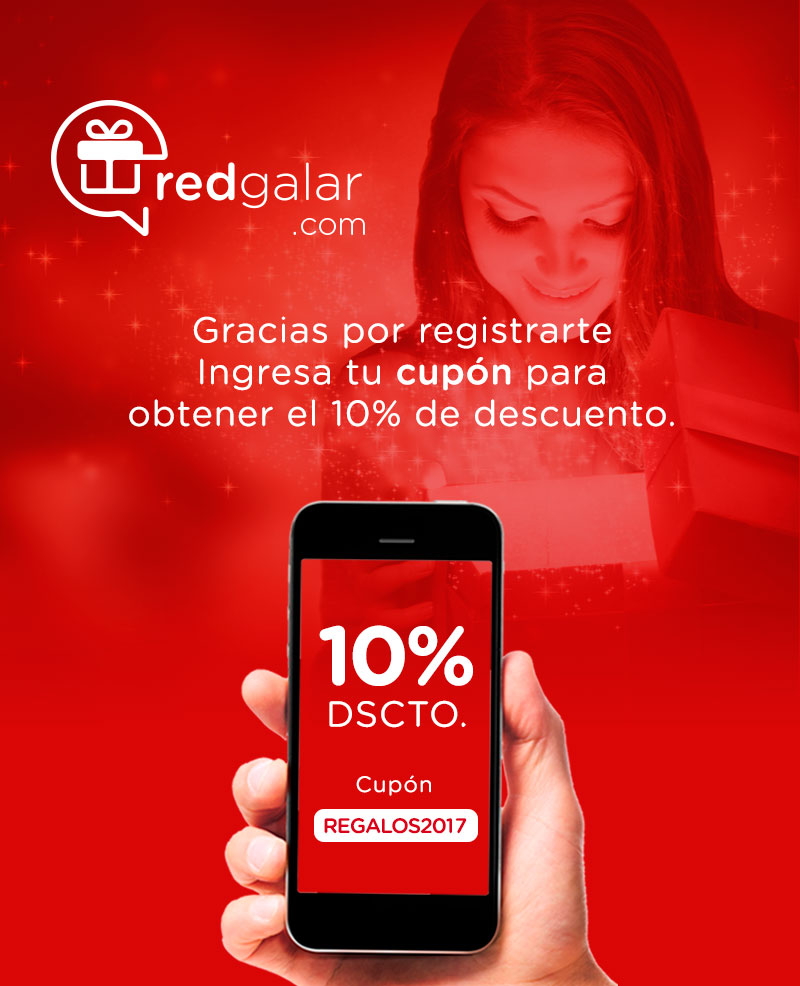 redgalar
.com
Gracias por registrarte
Ingresa tu cupón para
obtener el 10% de descuento.
10%
DSCTO.
Cupón
REGALOS2017